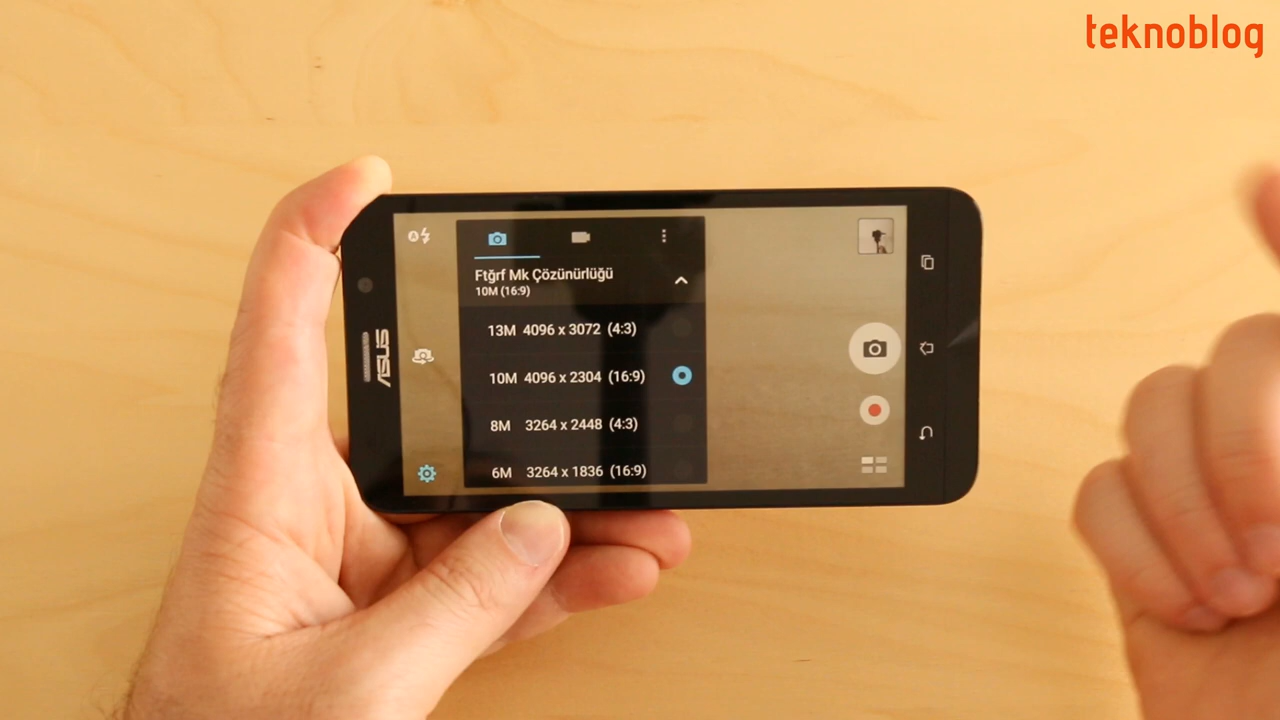 teknoblog
ASUS
Ftğrf Mk Çözünürlüğü
10M (16:9)
13M 4096 x 3072 (4:3)
10M 4096 x 2304 (16:9)
8M 3264 x 2448 (4:3)
6M 3264 x 1836 (16:9)